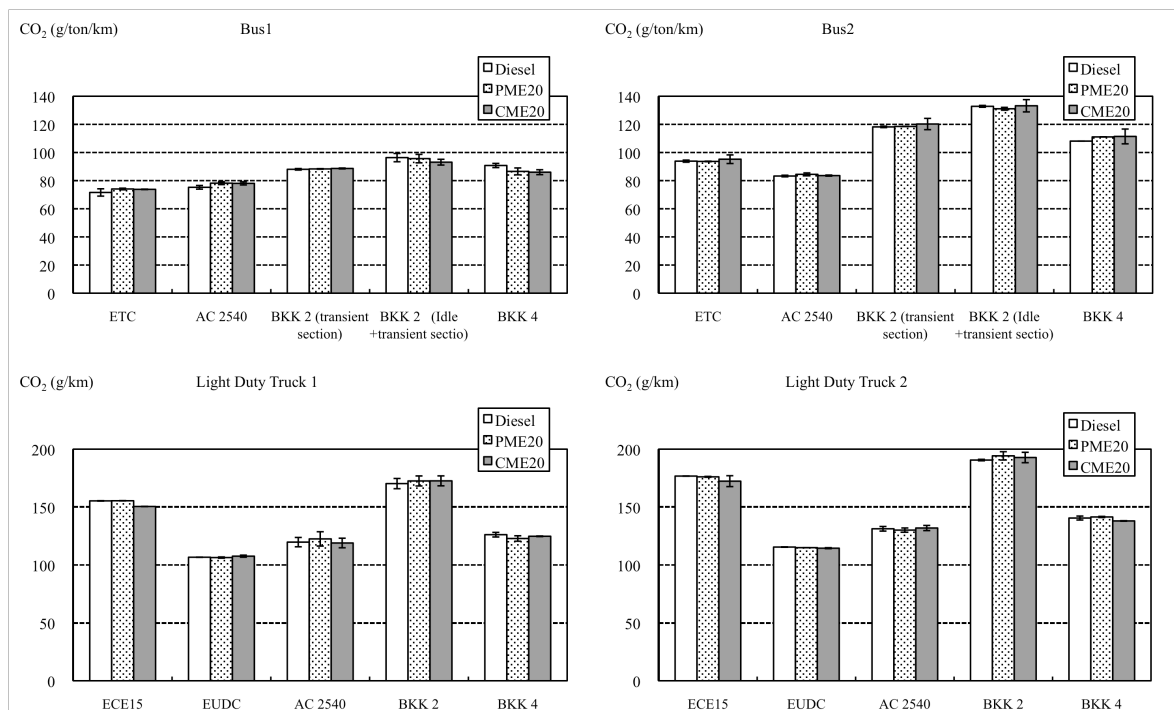 CO₂ (g/ton/km) Bus1
Diesel
PME20
CME20
140
120
100
80
60
40
20
0
ETC AC 2540 BKK 2 (transient BKK 2 (Idle BKK 4
section) +transient sectio)
CO₂ (g/ton/km) Bus2
Diesel
PME20
CME20
140
120
100
80
60
40
20
0
ETC AC 2540 BKK 2 (transient BKK 2 (Idle BKK 4
section) +transient sectio)
CO₂ (g/km) Light Duty Truck 1
Diesel
PME20
CME20
200
150
100
50
0
ECE15 EUDC AC 2540 BKK 2 BKK 4
CO₂ (g/km) Light Duty Truck 2
Diesel
PME20
CME20
200
150
100
50
0
ECE15 EUDC AC 2540 BKK 2 BKK 4